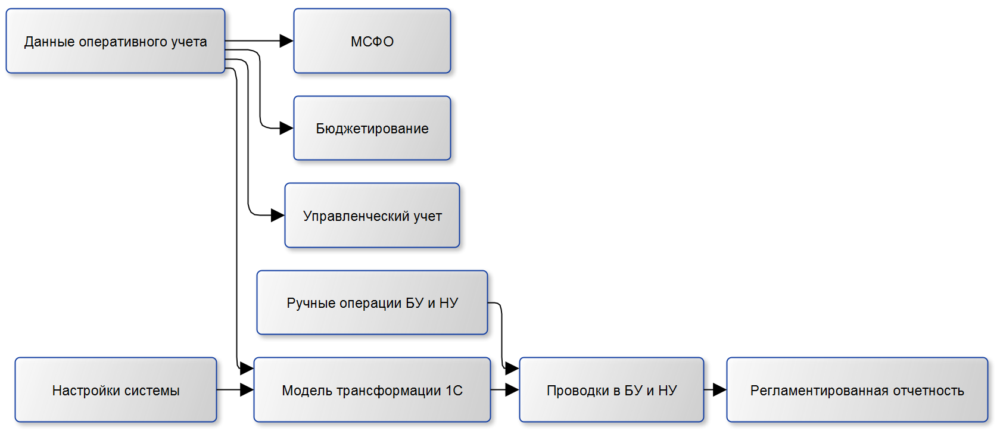 Данные оперативного учета
МСФО
Бюджетирование
Управленческий учет
Ручные операции БУ и НУ
Настройки системы
Модель трансформации 1С
Проводки в БУ и НУ
Регламентированная отчетность